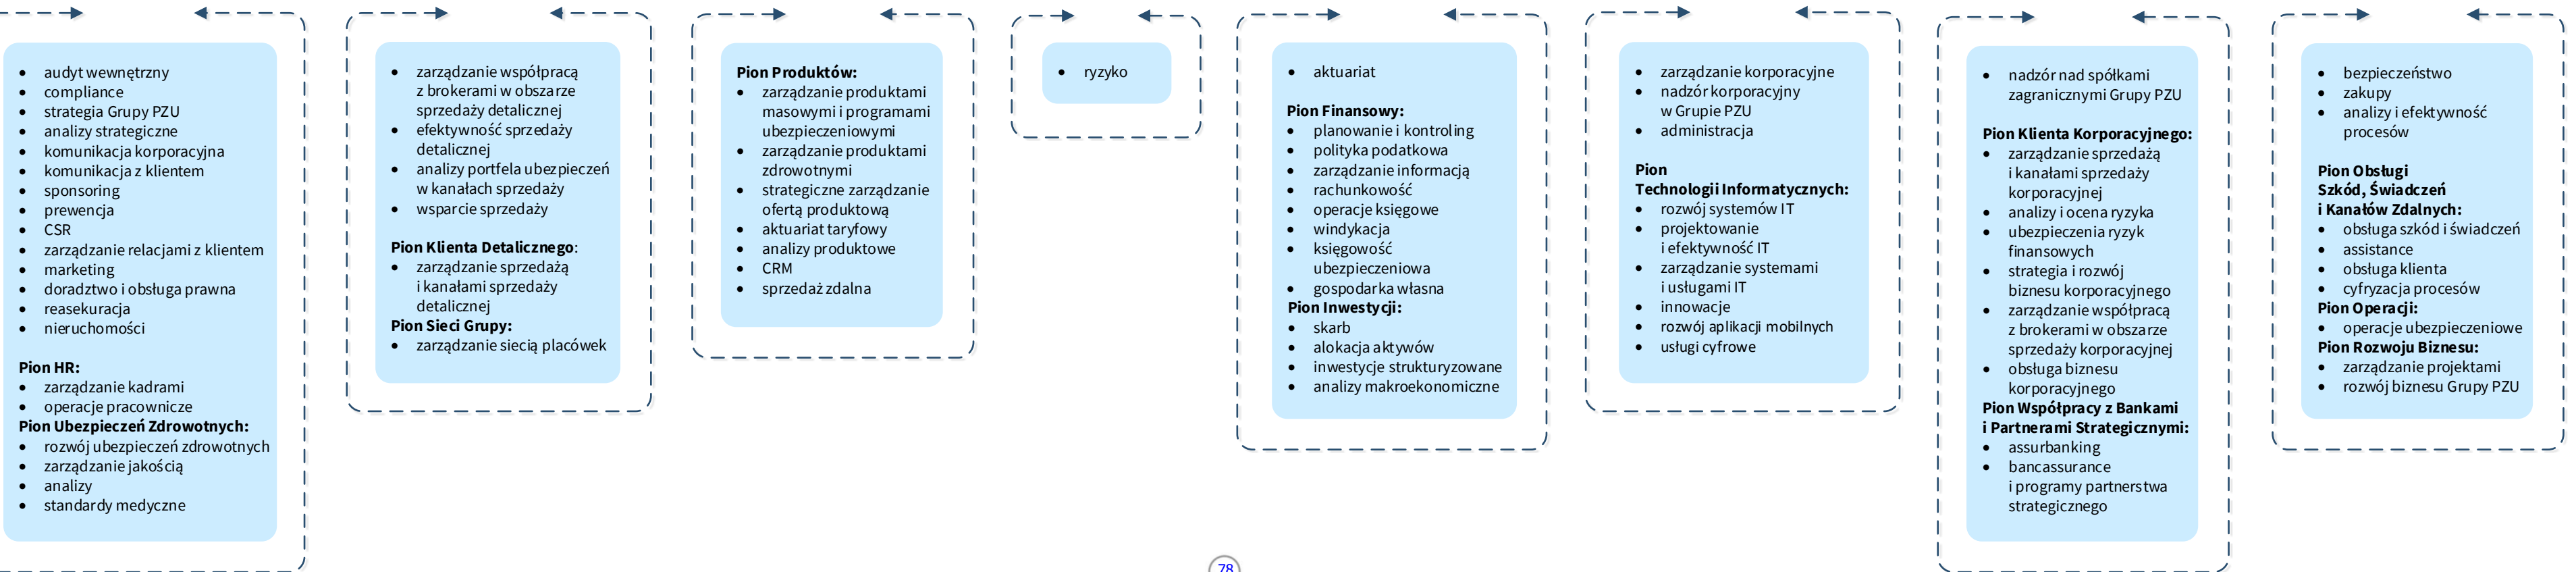 • audyt wewnętrzny
• compliance
• strategia Grupy PZU
• analizy strategiczne
• komunikacja korporacyjna
• komunikacja z klientem
• sponsoring
• prewencja
• CSR
• zarządzanie relacjami z klientem
• marketing
• doradztwo i obsługa prawna
• reasekuracja
• nieruchomości
Pion HR:
• zarządzanie kadrami
• operacje pracownicze
Pion Ubezpieczeń Zdrowotnych:
• rozwój ubezpieczeń zdrowotnych
• zarządzanie jakością
• analizy
• standardy medyczne
• zarządzanie współpracą
z brokerami w obszarze
sprzedaży detalicznej
• efektywność sprzedaży
detalicznej
• analizy portfela ubezpieczeń
w kanałach sprzedaży
• wsparcie sprzedaży
Pion Klienta Detalicznego:
• zarządzanie sprzedażą
i kanałami sprzedaży
detalicznej
Pion Sieci Grupy:
• zarządzanie siecią placówek
Pion Produktów:
• zarządzanie produktami
masowymi i programami
ubezpieczeniowymi
• zarządzanie produktami
zdrowotnymi
• strategiczne zarządzanie
ofertą produktową
• aktuariat taryfowy
• analizy produktowe
• CRM
• sprzedaż zdalna
• ryzyko
• aktuariat
Pion Finansowy:
• planowanie i kontroling
• polityka podatkowa
• zarządzanie informacją
• rachunkowość
• operacje księgowe
• windykacja
• księgowość
ubezpieczeniowa
• gospodarka własna
Pion Inwestycji:
• skarb
• alokacja aktywów
• inwestycje strukturyzowane
• analizy makroekonomiczne
• zarządzanie korporacyjne
• nadzór korporacyjny
w Grupie PZU
• administracja
Pion
Technologii Informatycznych:
• rozwój systemów IT
• projektowanie
i efektywność IT
• zarządzanie systemami
i usługami IT
• innowacje
• rozwój aplikacji mobilnych
• usługi cyfrowe
• nadzór nad spółkami
zagranicznymi Grupy PZU
Pion Klienta Korporacyjnego:
• zarządzanie sprzedażą
i kanałami sprzedaży
korporacyjnej
• analizy i ocena ryzyka
• ubezpieczenia ryzyk
finansowych
• strategia i rozwój
biznesu korporacyjnego
• zarządzanie współpracą
z brokerami w obszarze
sprzedaży korporacyjnej
• obsługa biznesu
korporacyjnego
Pion Współpracy z Bankami
i Partnerami Strategicznymi:
• assurbanking
• bancassurance
i programy partnerstwa
strategicznego
• bezpieczeństwo
• zakupy
• analizy i efektywność
procesów
Pion Obsługi
Szkód, Świadczeń
i Kanałów Zdalnych:
• obsługa szkód i świadczeń
• assistance
• obsługa klienta
• cyfryzacja procesów
Pion Operacji:
• operacje ubezpieczeniowe
Pion Rozwoju Biznesu:
• zarządzanie projektami
• rozwój biznesu Grupy PZU
78